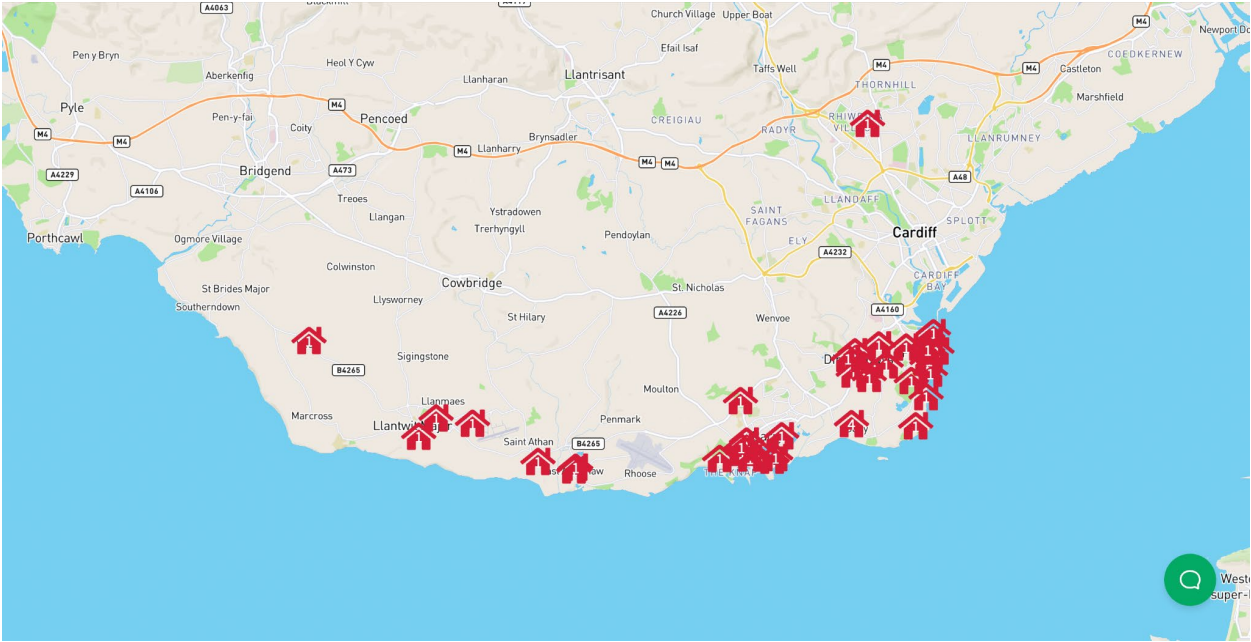 A4063
Church Village
Upper Boat
M4
Newport Do
Efail Isaf
COEDKERNEW
Pen y Bryn
Heol Y Cyw
Aberkenfig
Llanharan
Llantrisant
Taffs Well
M4
M4
Castleton
THORNHILL
Marshfield
Pyle
M4
Pen-y-fai
Pencoed
CREIGIAU
Coity
RADYR
M4
M4
Brynsadler
LLANRUMNEY
Llanharry
M4
M4
M4
Bridgend
A473
A4229
A48
A4106
Treoes
LLANDAFF
Llangan
Ystradowen
SAINT
FAGANS
SPLOTT
Trerhyngyll
Porthcawl
Ogmore Village
Pendoylan
ELY
Cardiff
A4232
Colwinston
CARDIFF
BAY
Cowbridge
St. Nicholas
St Brides Major
Llysworney
Southerndown
A4226
A4160
St Hilary
Wenvoe
1
Sigingstone
B4265
Moulton
Llanmaes
Marcross
Penmark
Saint Athan
B4265
Rhoose
West
super-